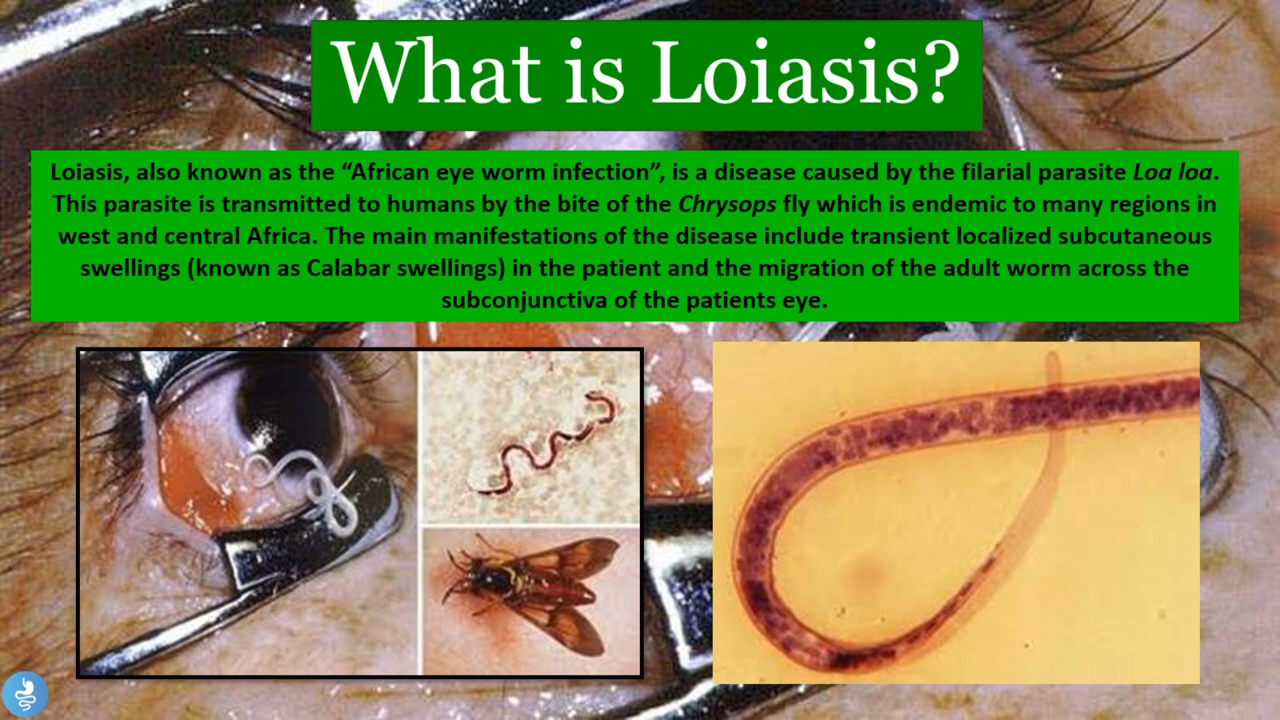 What is Loiasis?
Loiasis, also known as the “African eye worm infection”, is a disease caused by the filarial parasite Loa loa.
This parasite is transmitted to humans by the bite of the Chrysops fly which is endemic to many regions in
west and central Africa. The main manifestations of the disease include transient localized subcutaneous
swellings (known as Calabar swellings) in the patient and the migration of the adult worm across the
subconjunctiva of the patients eye.